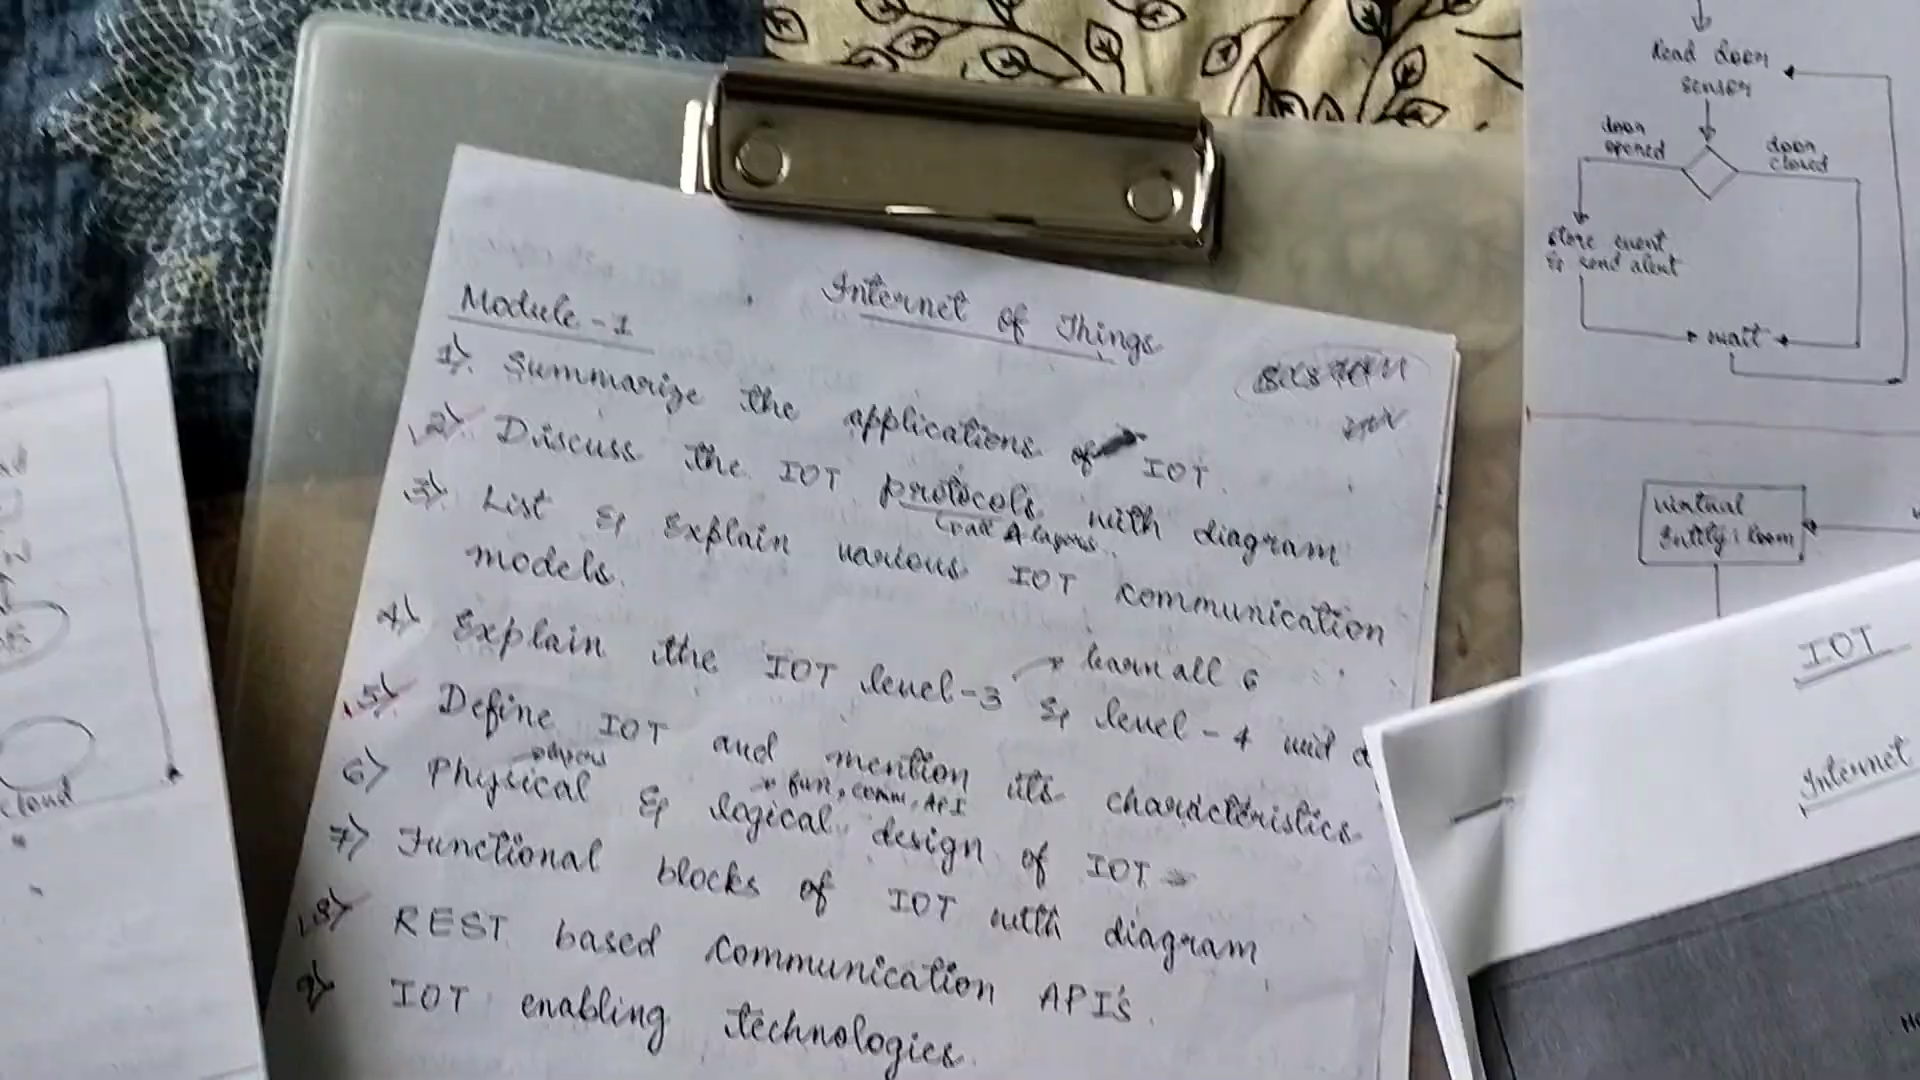 Internet of Things
Module-1
1). Summarize the applications of IOT.
2). Discuss the IOT protocols with diagram
all 4 layers.
3). List & Explain various IOT communication
models.
4) Explain the IOT level-3 & level-4
learn all 6
5) Define IOT and mention its characteristics
6) Physical & logical design of IOT
fun, comm, API
7) Functional blocks of IOT with diagram
8) REST based communication API's.
9) IOT enabling technologies.
Read door
sensor
door
opened
door
closed
store event
& send alert
wait
virtual
Entity: Room
IOT
Internet
cloud